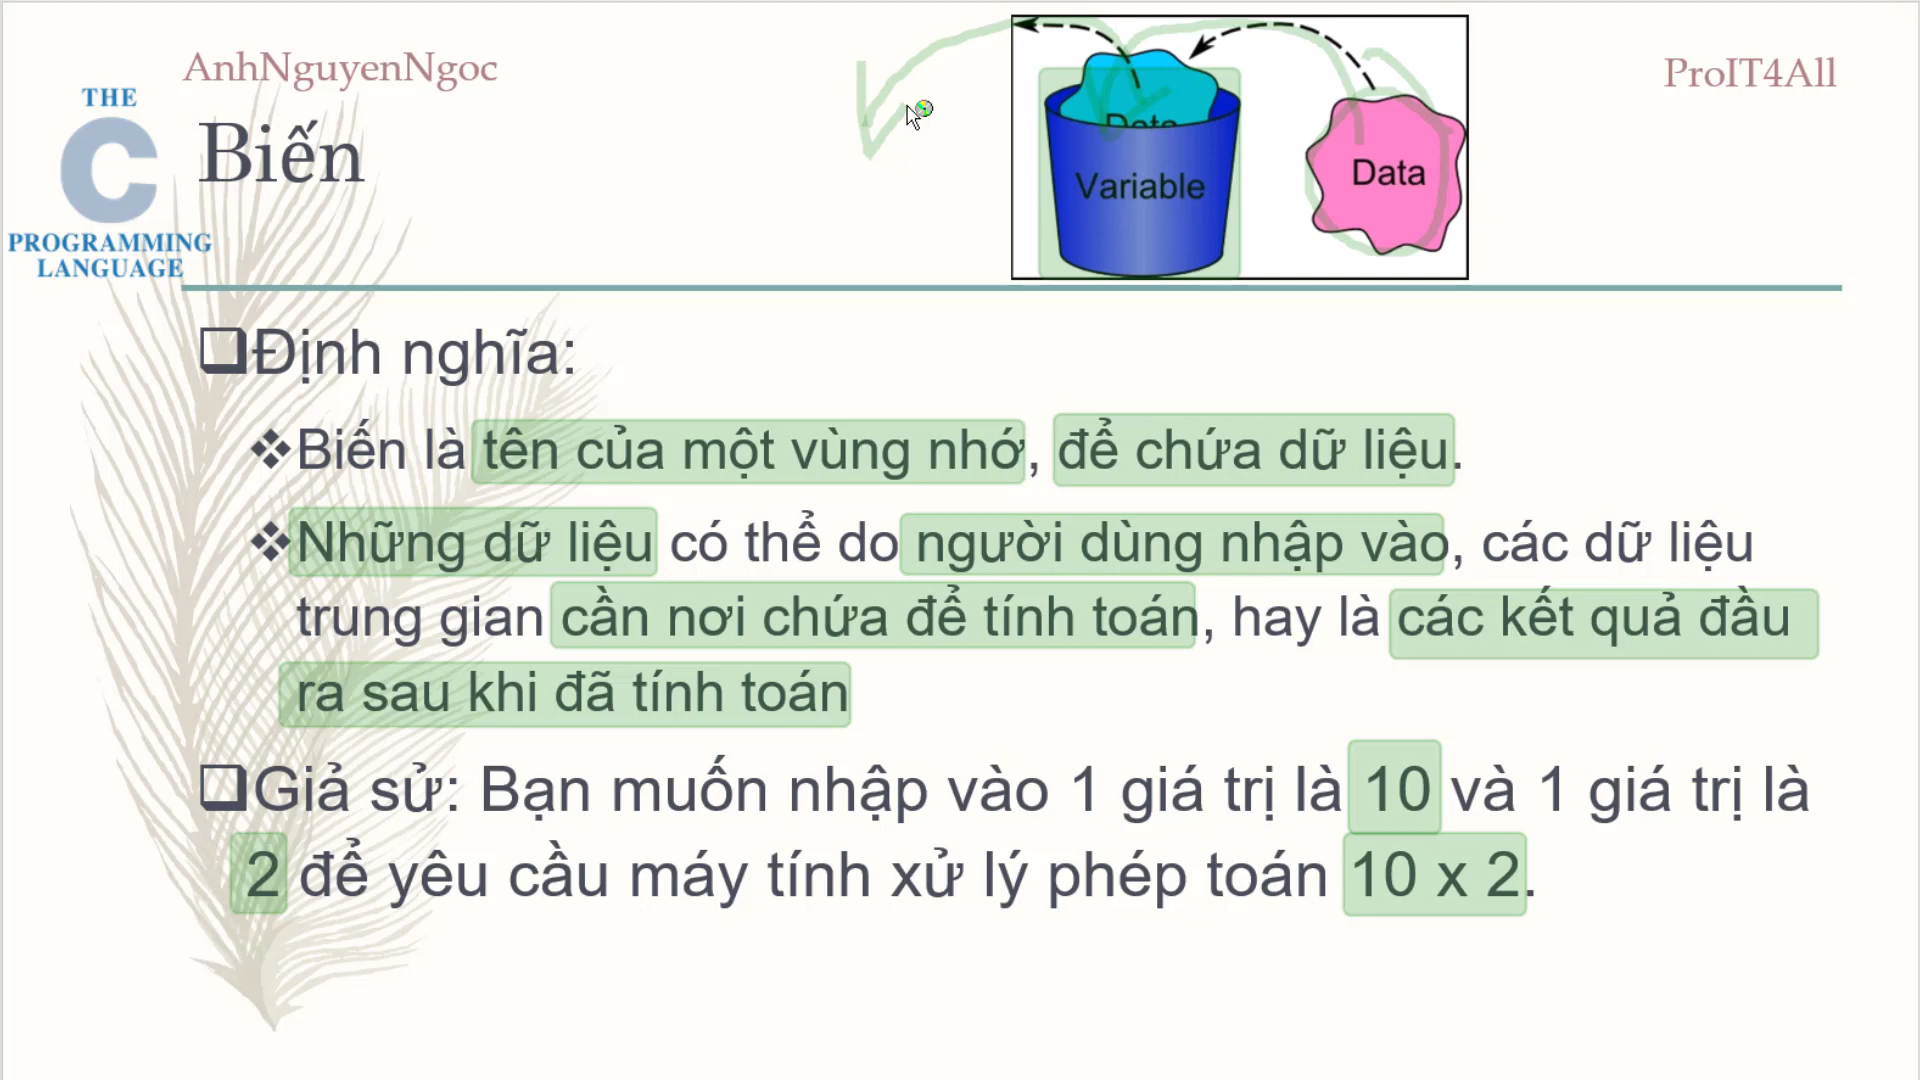 AnhNguyenNgoc
ProIT4All
THE
C
PROGRAMMING
LANGUAGE
Biến
Data
Variable
Data
Định nghĩa:
Biến là tên của một vùng nhớ, để chứa dữ liệu.
Những dữ liệu có thể do người dùng nhập vào, các dữ liệu
trung gian cần nơi chứa để tính toán, hay là các kết quả đầu
ra sau khi đã tính toán
Giả sử: Bạn muốn nhập vào 1 giá trị là 10 và 1 giá trị là
2 để yêu cầu máy tính xử lý phép toán 10 x 2.